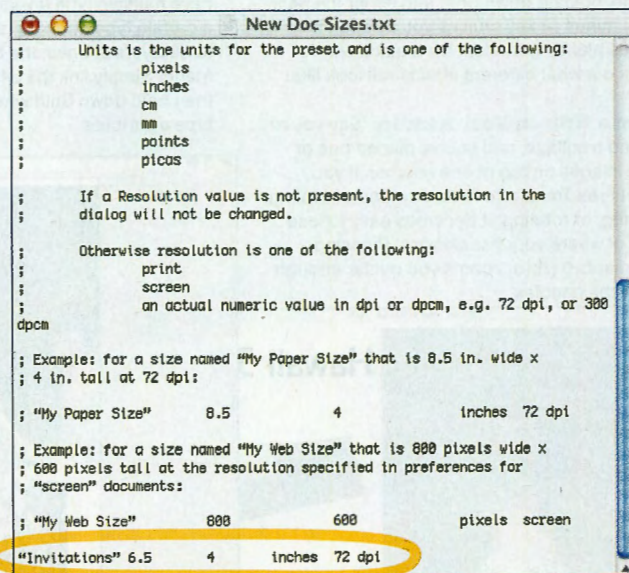 New Doc Sizes.txt
; Units is the units for the preset and is one of the following:
; pixels
; inches
; cm
; mm
; points
; picas
;
; If a Resolution value is not present, the resolution in the
; dialog will not be changed.
;
; Otherwise resolution is one of the following:
; print
; screen
; an actual numeric value in dpi or dpcm, e.g. 72 dpi, or 300
dpcm
; Example: for a size named “My Paper Size” that is 8.5 in. wide x
; 4 in. tall at 72 dpi:
; “My Paper Size” 8.5 4 inches 72 dpi
; Example: for a size named “My Web Size” that is 800 pixels wide x
; 600 pixels tall at the resolution specified in preferences for
; “screen” documents:
; “My Web Size” 800 600 pixels screen
“Invitations” 6.5 4 inches 72 dpi